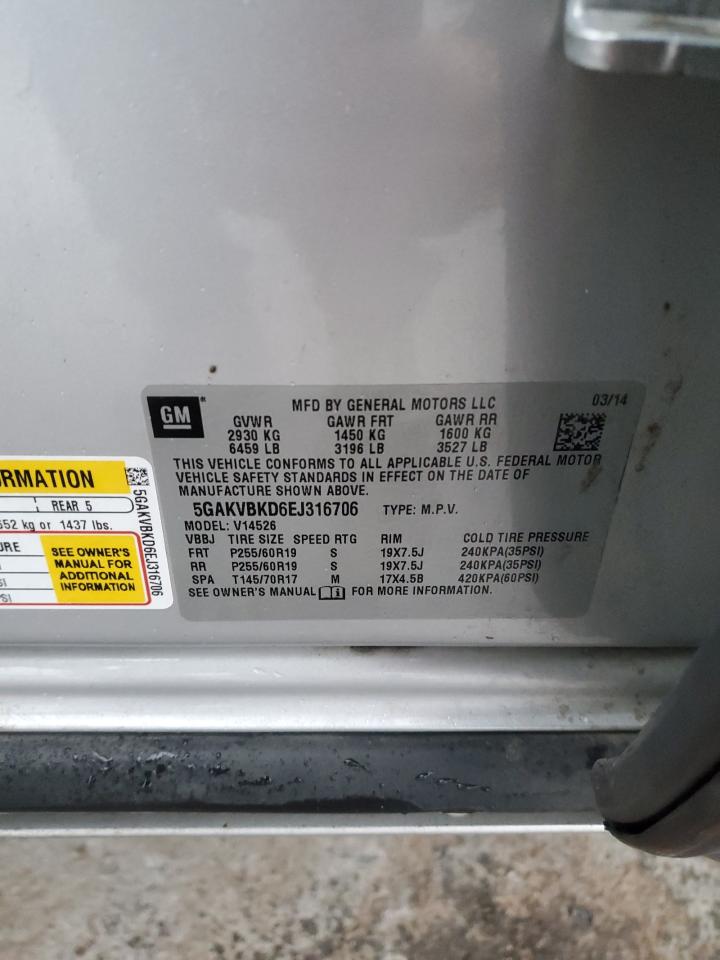 GM
MFD BY GENERAL MOTORS LLC 03/14
GVWR GAWR FRT GAWR RR
2930 KG 1450 KG 1600 KG
6459 LB 3196 LB 3527 LB
THIS VEHICLE CONFORMS TO ALL APPLICABLE U.S. FEDERAL MOTOR
VEHICLE SAFETY STANDARDS IN EFFECT ON THE DATE OF
MANUFACTURE SHOWN ABOVE.
5GAKVBKD6EJ316706 TYPE: M.P.V.
MODEL: V14526
VBBJ TIRE SIZE SPEED RTG RIM COLD TIRE PRESSURE
FRT P255/60R19 S 19X7.5J 240KPA(35PSI)
RR P255/60R19 S 19X7.5J 240KPA(35PSI)
SPA T145/70R17 M 17X4.5B 420KPA(60PSI)
SEE OWNER'S MANUAL FOR MORE INFORMATION.
ORMATION
REAR 5
552 kg or 1437 lbs.
URE
SEE OWNER'S
MANUAL FOR
ADDITIONAL
INFORMATION
SI
PSI
5GAKVBKD6EJ316706